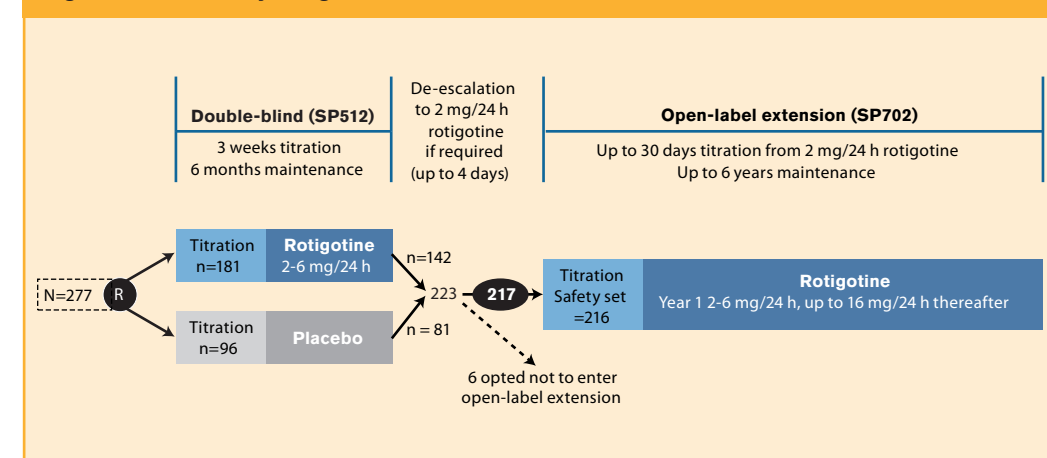 Double-blind (SP512)
3 weeks titration
6 months maintenance
De-escalation
to 2 mg/24 h
rotigotine
if required
(up to 4 days)
Open-label extension (SP702)
Up to 30 days titration from 2 mg/24 h rotigotine
Up to 6 years maintenance
N=277
R
Titration
n=181
Rotigotine
2-6 mg/24 h
Titration
n=96
Placebo
n=142
223
n = 81
217
6 opted not to enter
open-label extension
Titration
Safety set
=216
Rotigotine
Year 1 2-6 mg/24 h, up to 16 mg/24 h thereafter